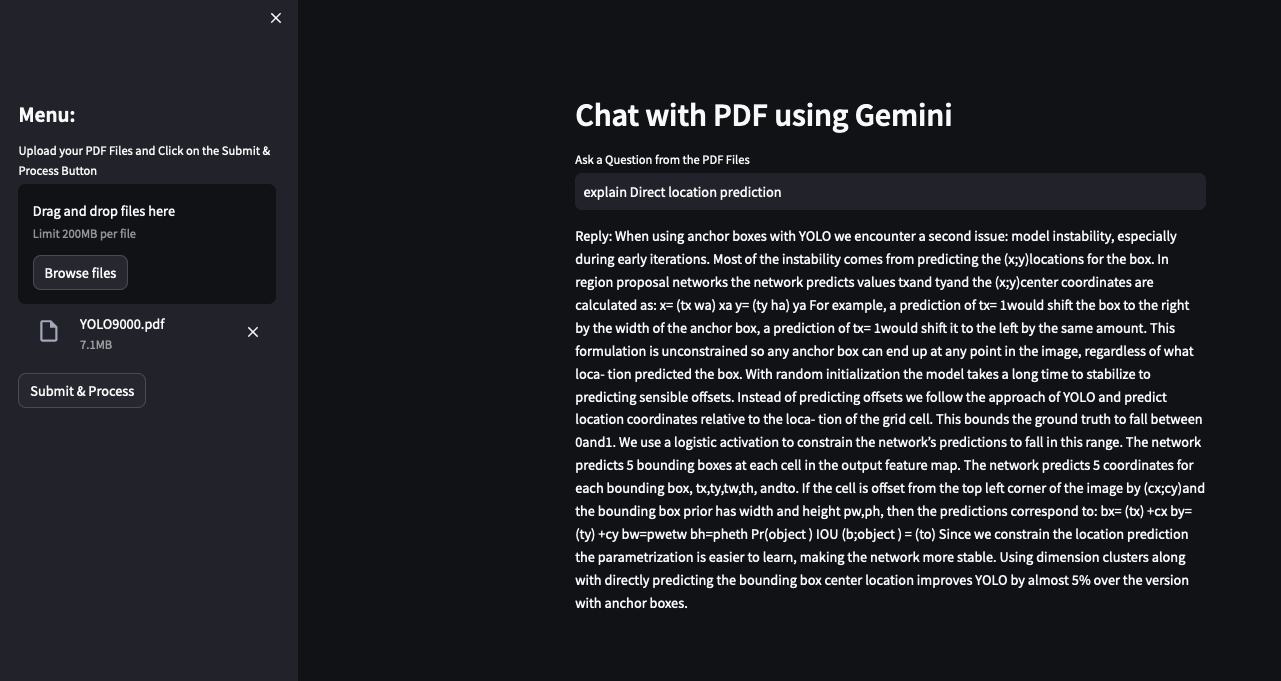 Menu:
Upload your PDF Files and Click on the Submit &
Process Button
Drag and drop files here
Limit 200MB per file
Browse files
YOLO9000.pdf
7.1MB
Submit & Process
Chat with PDF using Gemini
Ask a Question from the PDF Files
explain Direct location prediction
Reply: When using anchor boxes with YOLO we encounter a second issue: model instability, especially
during early iterations. Most of the instability comes from predicting the (x;y)locations for the box. In
region proposal networks the network predicts values txand tyand the (x;y)center coordinates are
calculated as: x= (tx wa) xa y= (ty ha) ya For example, a prediction of tx= 1would shift the box to the right
by the width of the anchor box, a prediction of tx= 1would shift it to the left by the same amount. This
formulation is unconstrained so any anchor box can end up at any point in the image, regardless of what
loca- tion predicted the box. With random initialization the model takes a long time to stabilize to
predicting sensible offsets. Instead of predicting offsets we follow the approach of YOLO and predict
location coordinates relative to the loca- tion of the grid cell. This bounds the ground truth to fall between
0and1. We use a logistic activation to constrain the network’s predictions to fall in this range. The network
predicts 5 bounding boxes at each cell in the output feature map. The network predicts 5 coordinates for
each bounding box, tx,ty,tw,th, andto. If the cell is offset from the top left corner of the image by (cx;cy)and
the bounding box prior has width and height pw,ph, then the predictions correspond to: bx= (tx) +cx by=
(ty) +cy bw=pwetw bh=pheth Pr(object ) IOU (b;object ) = (to) Since we constrain the location prediction
the parametrization is easier to learn, making the network more stable. Using dimension clusters along
with directly predicting the bounding box center location improves YOLO by almost 5% over the version
with anchor boxes.